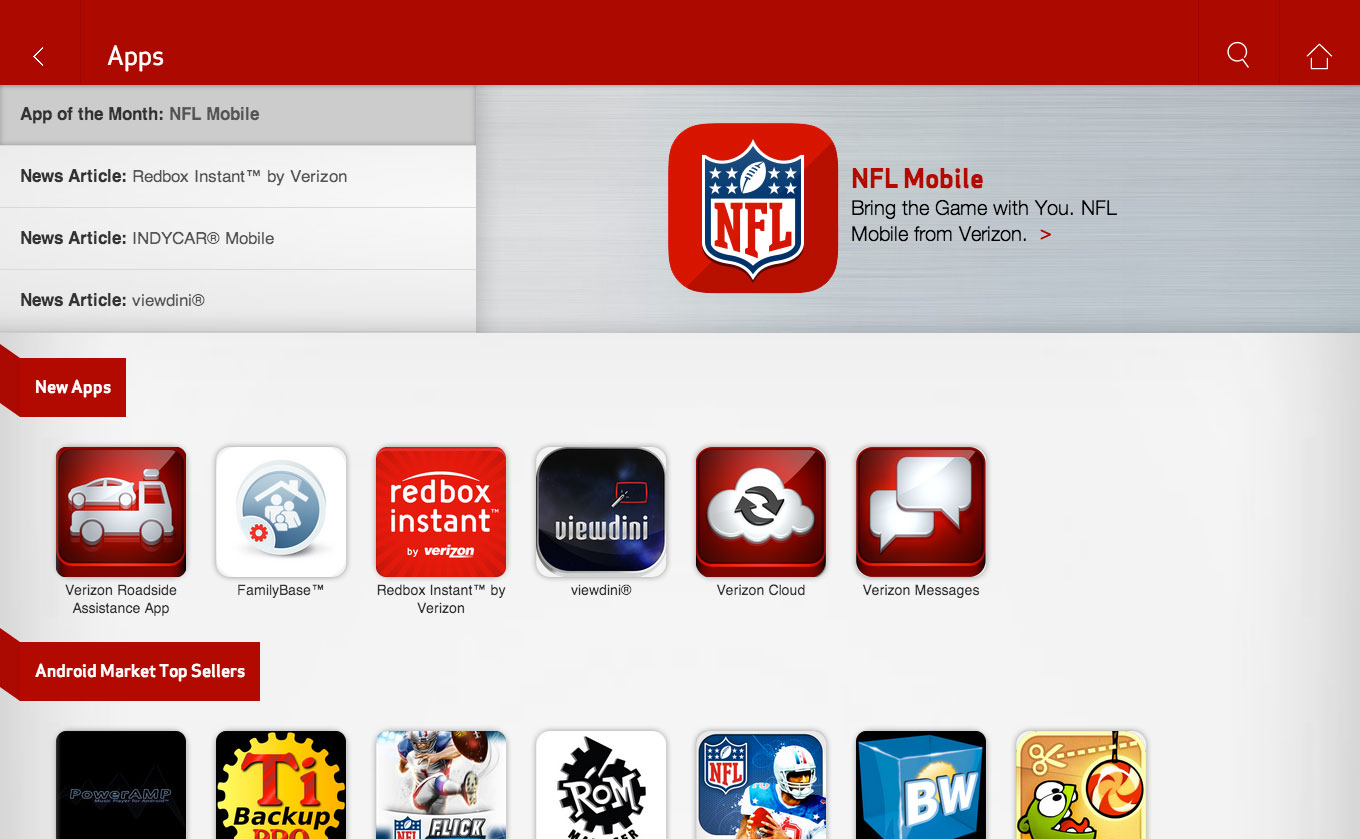 Apps
App of the Month: NFL Mobile
News Article: Redbox Instant™ by Verizon
News Article: INDYCAR® Mobile
News Article: viewdini®
NFL
NFL Mobile
Bring the Game with You. NFL
Mobile from Verizon. >
New Apps
redbox
instant™
by verizon
viewdini
Verizon Roadside
Assistance App
FamilyBase™
Redbox Instant™ by
Verizon
viewdini®
Verizon Cloud
Verizon Messages
Android Market Top Sellers
PowerAMP
Music Player for Android™
Ti
Backup
PRO
NFL
FLICK
ROM
MANAGER
NFL
BW